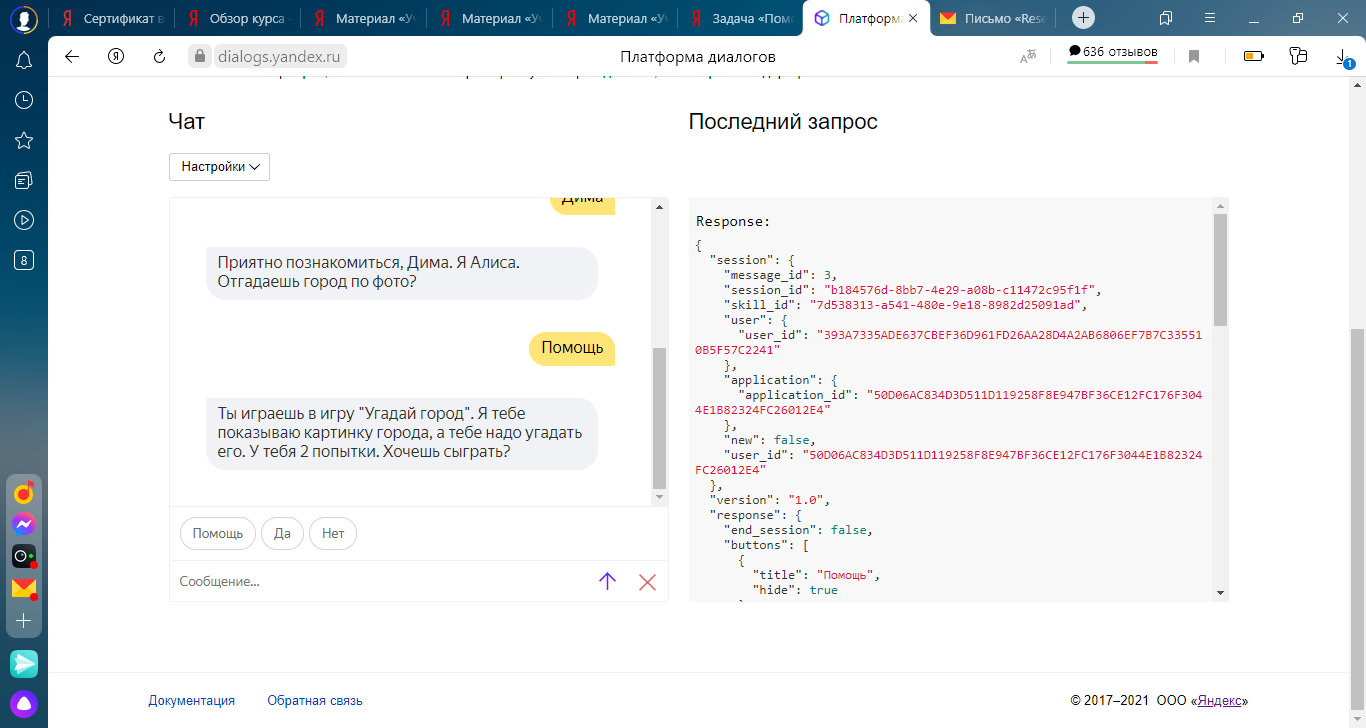 Сертификат в
Обзор курса
Материал «Уч
Материал «Уч
Материал «Уч
Задача «Пом
Платформа
Письмо «Rese
dialogs.yandex.ru
Платформа диалогов
636 отзывов
1
8
Чат
Последний запрос
Настройки
Дима
Приятно познакомиться, Дима. Я Алиса.
Отгадаешь город по фото?
Помощь
Ты играешь в игру "Угадай город". Я тебе
показываю картинку города, а тебе надо угадать
его. У тебя 2 попытки. Хочешь сыграть?
Помощь
Да
Нет
Сообщение...
Response:
{
"session": {
"message_id": 3,
"session_id": "b184576d-8bb7-4e29-a08b-c11472c95f1f",
"skill_id": "7d538313-a541-480e-9e18-8982d25091ad",
"user": {
"user_id": "393A7335ADE637CBEF36D961FD26AA28D4A2AB6806EF7B7C33551
0B5F57C2241"
},
"application": {
"application_id": "50D06AC834D3D511D119258F8E947BF36CE12FC176F304
4E1B82324FC26012E4"
},
"new": false,
"user_id": "50D06AC834D3D511D119258F8E947BF36CE12FC176F3044E1B82324
FC26012E4"
},
"version": "1.0",
"response": {
"end_session": false,
"buttons": [
{
"title": "Помощь",
"hide": true
Документация
Обратная связь
© 2017–2021 ООО «Яндекс»